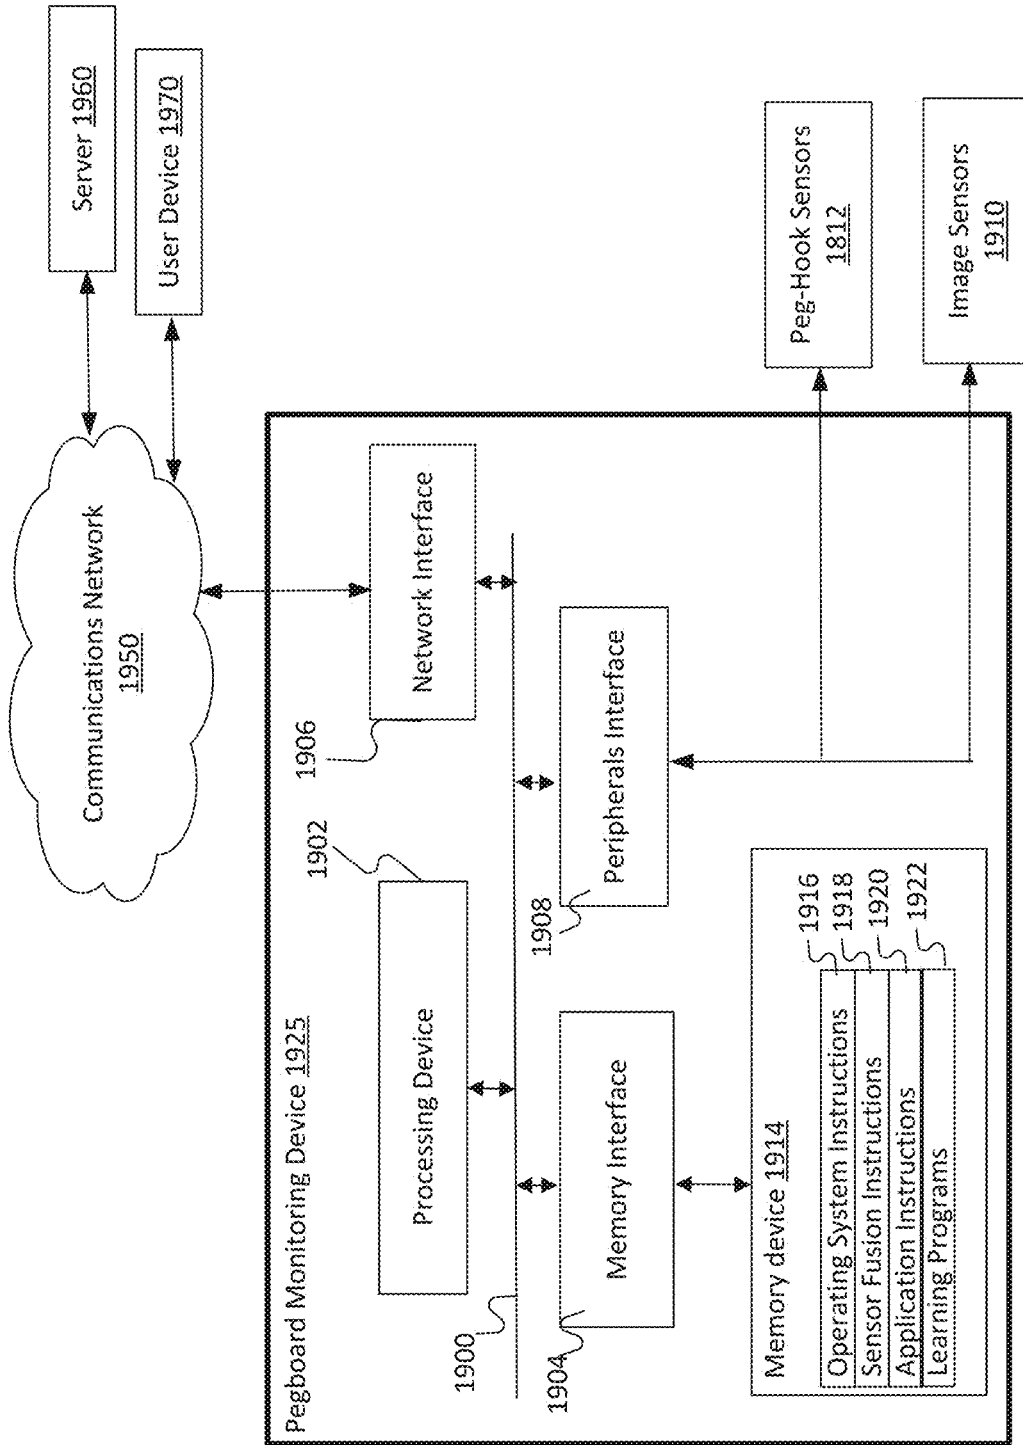 Communications Network
1950
Server 1960
User Device 1970
Pegboard Monitoring Device 1925
Processing Device
1902
1906
Network Interface
1900
1904
Memory Interface
1908
Peripherals Interface
Peg-Hook Sensors
1812
Image Sensors
1910
Memory device 1914
Operating System Instructions
1916
Sensor Fusion Instructions
1918
Application Instructions
1920
Learning Programs
1922